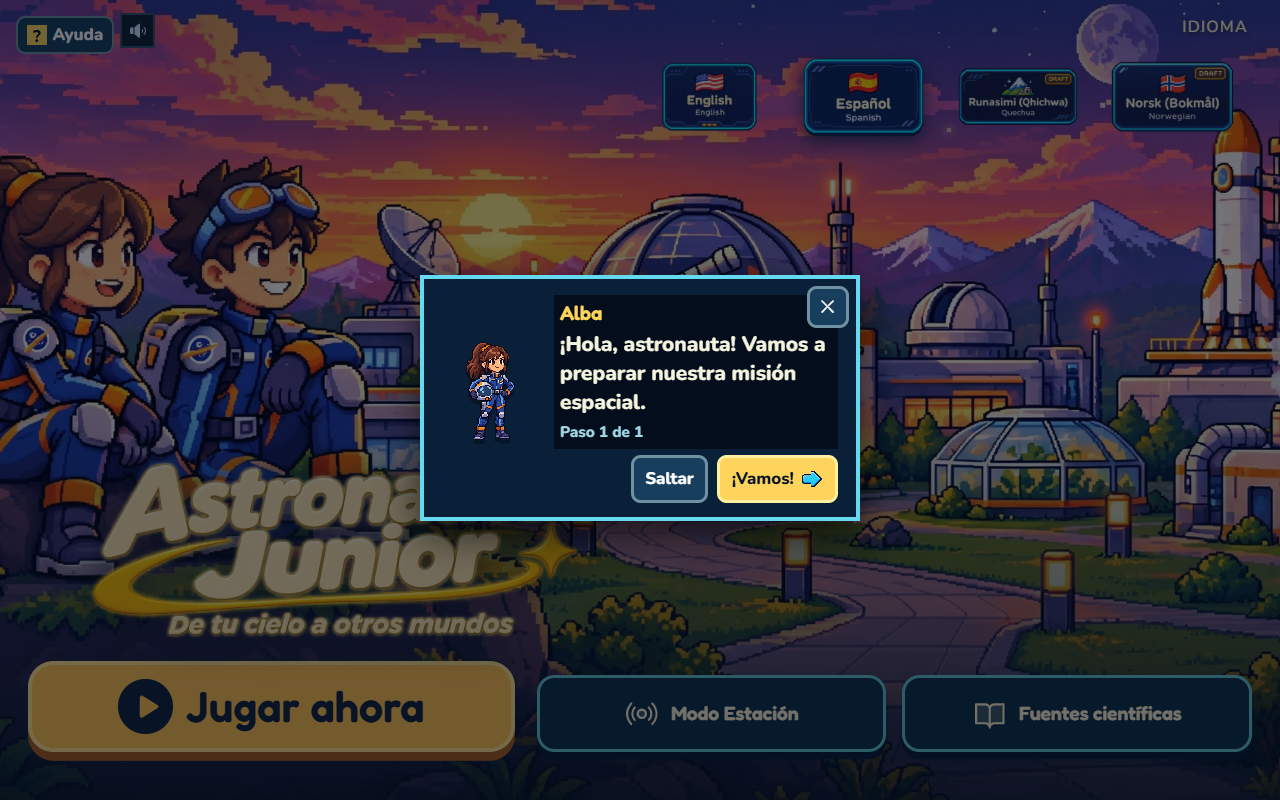 ? Ayuda
IDIOMA
English
English
Español
Spanish
DRAFT
Runasimi (Qhichwa)
Quechua
DRAFT
Norsk (Bokmål)
Norwegian
Alba
¡Hola, astronauta! Vamos a
preparar nuestra misión
espacial.
Paso 1 de 1
Saltar
¡Vamos!
Junior
De tu cielo a otros mundos
Jugar ahora
Modo Estación
Fuentes científicas